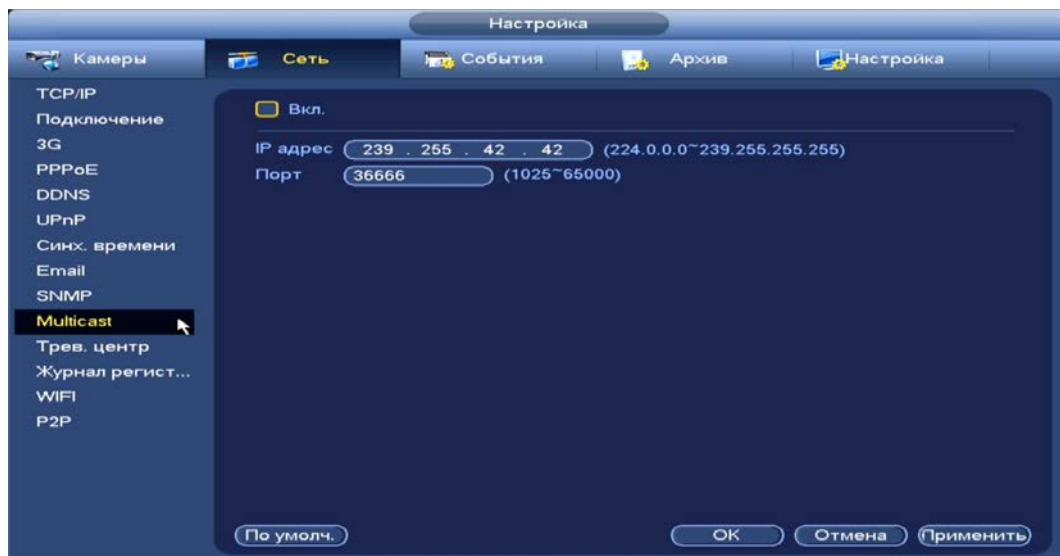 Настройка
Камеры Сеть События Архив Настройка
TCP/IP
Подключение
3G
PPPoE
DDNS
UPnP
Синх. времени
Email
SNMP
Multicast
Трев. центр
Журнал регист...
WIFI
P2P
Вкл.
IP адрес 239 . 255 . 42 . 42 (224.0.0.0~239.255.255.255)
Порт 36666 (1025~65000)
По умолч. OK Отмена Применить